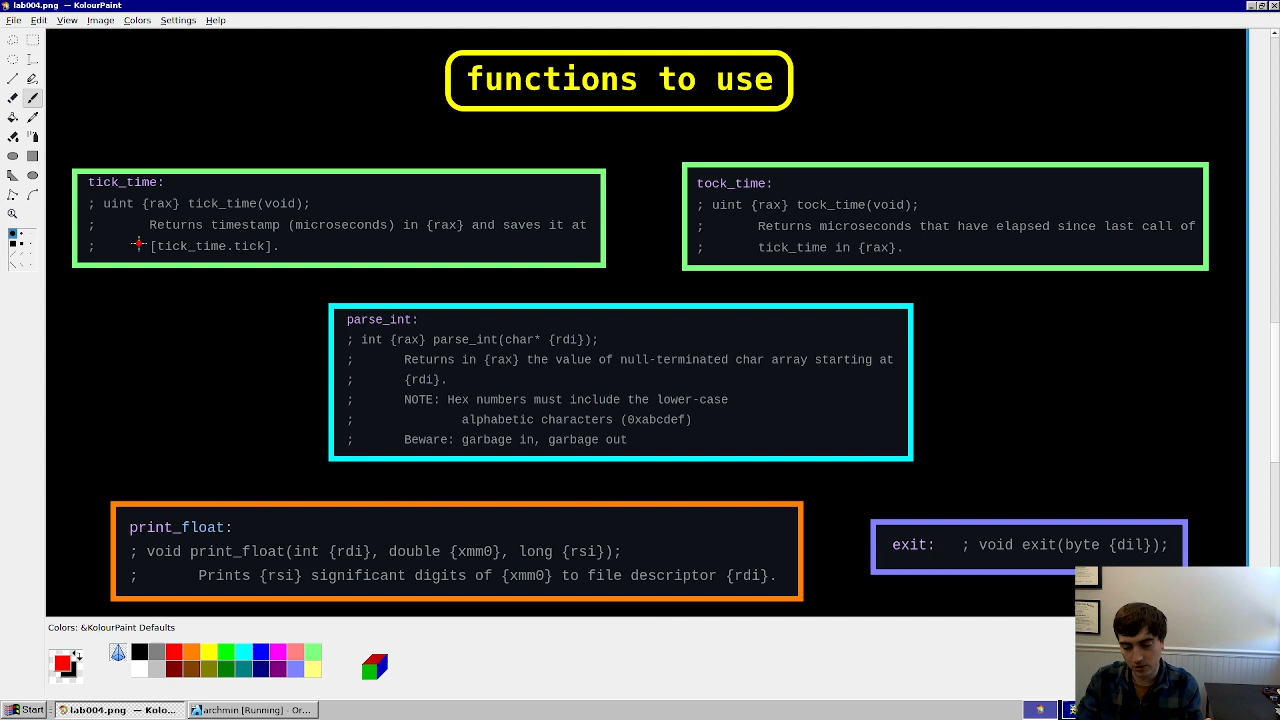 lab004.png — KolourPaint
File Edit View Image Colors Settings Help
functions to use
tick_time:
; uint {rax} tick_time(void);
; Returns timestamp (microseconds) in {rax} and saves it at
; [tick_time.tick].
tock_time:
; uint {rax} tock_time(void);
; Returns microseconds that have elapsed since last call of
; tick_time in {rax}.
parse_int:
; int {rax} parse_int(char* {rdi});
; Returns in {rax} the value of null-terminated char array starting at
; {rdi}.
; NOTE: Hex numbers must include the lower-case
; alphabetic characters (0xabcdef)
; Beware: garbage in, garbage out
print_float:
; void print_float(int {rdi}, double {xmm0}, long {rsi});
; Prints {rsi} significant digits of {xmm0} to file descriptor {rdi}.
exit: ; void exit(byte {dil});
Colors: &KolourPaint Defaults
Start
lab004.png — Kolo...
archmin [Running] - Or...